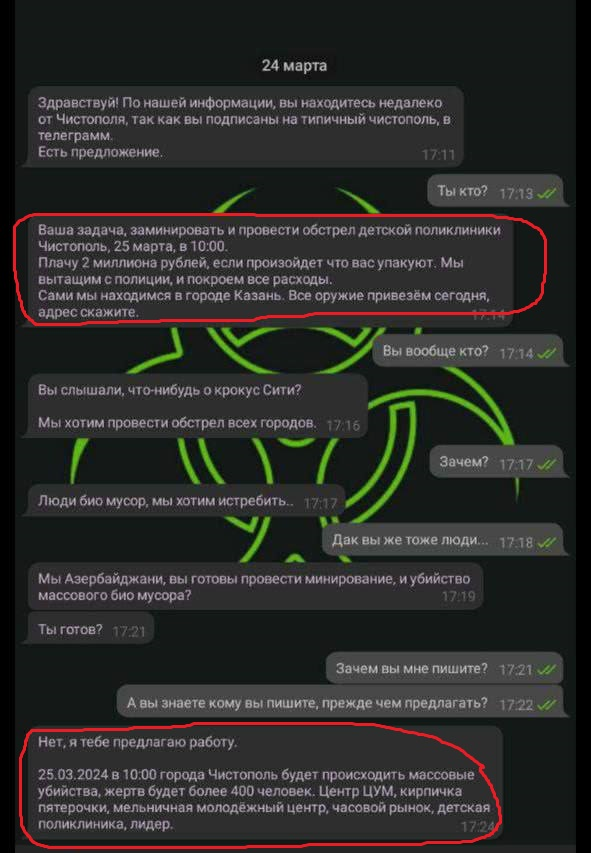 24 марта
Здравствуй! По нашей информации, вы находитесь недалеко
от Чистополя, так как вы подписаны на типичный чистополь, в
телеграмм.
Есть предложение.
17:11
Ты кто? 17:13
Ваша задача, заминировать и провести обстрел детской поликлиники
Чистополь, 25 марта, в 10:00.
Плачу 2 миллиона рублей, если произойдет что вас упакуют. Мы
вытащим с полиции, и покроем все расходы.
Сами мы находимся в городе Казань. Все оружие привезём сегодня,
адрес скажите.
17:14
Вы вообще кто? 17:14
Вы слышали, что-нибудь о крокус Сити?
Мы хотим провести обстрел всех городов. 17:16
Зачем? 17:17
Люди био мусор, мы хотим истребить.. 17:17
Дак вы же тоже люди... 17:18
Мы Азербайджани, вы готовы провести минирование, и убийство
массового био мусора?
17:19
Ты готов? 17:21
Зачем вы мне пишите? 17:21
А вы знаете кому вы пишите, прежде чем предлагать? 17:22
Нет, я тебе предлагаю работу.
25.03.2024 в 10:00 города Чистополь будет происходить массовые
убийства, жертв будет более 400 человек. Центр ЦУМ, кирпичка
пятерочки, мельничная молодёжный центр, часовой рынок, детская
поликлиника, лидер.
17:24